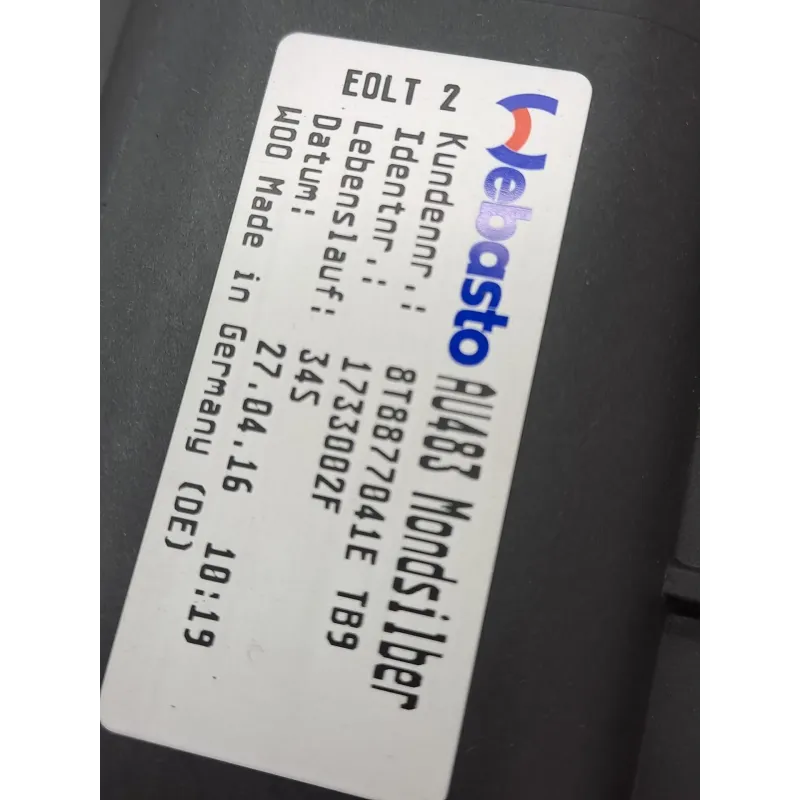 Webasto AU483 Mondsilber
Kundennr.: 8T8877041E TB9
Identnr.: 1733002F
Lebenslauf: 34S
Datum: 27.04.16 10:19
W00 Made in Germany (DE)
EOLT 2